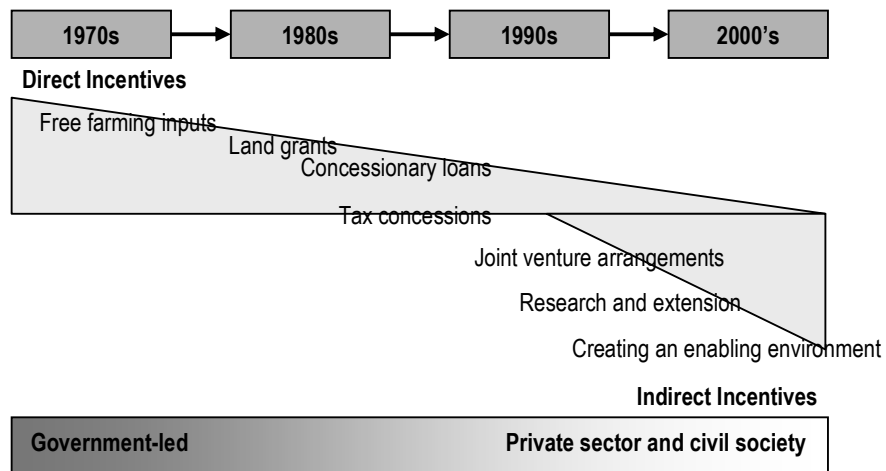 1970s
1980s
1990s
2000's
Direct Incentives
Free farming inputs
Land grants
Concessionary loans
Tax concessions
Joint venture arrangements
Research and extension
Creating an enabling environment
Indirect Incentives
Government-led
Private sector and civil society